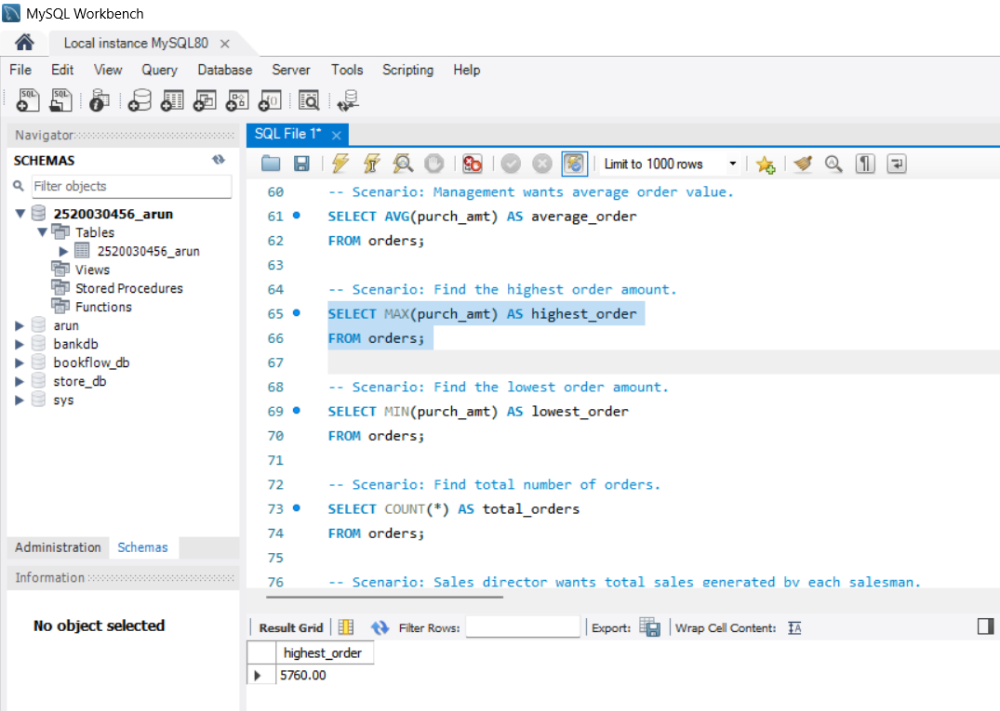 MySQL Workbench
Local instance MySQL80
File Edit View Query Database Server Tools Scripting Help
Navigator
SCHEMAS
Filter objects
2520030456_arun
Tables
2520030456_arun
Views
Stored Procedures
Functions
arun
bankdb
bookflow_db
store_db
sys
Administration Schemas
Information
No object selected
SQL File 1*
Limit to 1000 rows
60 -- Scenario: Management wants average order value.
61 SELECT AVG(purch_amt) AS average_order
62 FROM orders;
63
64 -- Scenario: Find the highest order amount.
65 SELECT MAX(purch_amt) AS highest_order
66 FROM orders;
67
68 -- Scenario: Find the lowest order amount.
69 SELECT MIN(purch_amt) AS lowest_order
70 FROM orders;
71
72 -- Scenario: Find total number of orders.
73 SELECT COUNT(*) AS total_orders
74 FROM orders;
75
76 -- Scenario: Sales director wants total sales generated by each salesman.
Result Grid Filter Rows: Export: Wrap Cell Content:
highest_order
5760.00